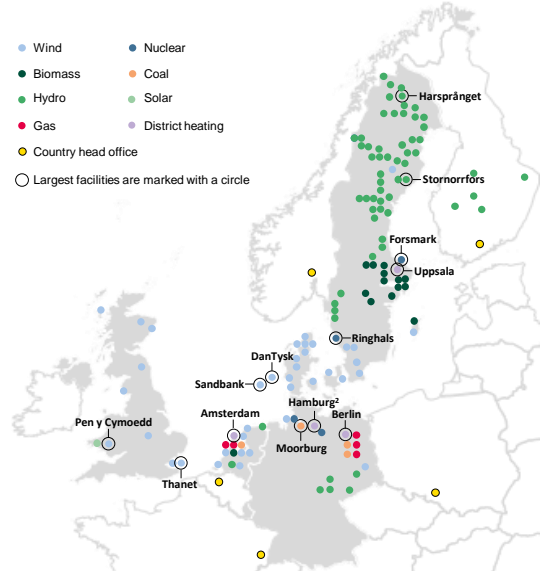 Wind
Nuclear
Biomass
Coal
Hydro
Solar
Gas
District heating
Country head office
Largest facilities are marked with a circle
Harsprånget
Stornorrfors
Forsmark
Uppsala
Ringhals
DanTysk
Sandbank
Hamburg²
Amsterdam
Berlin
Pen y Cymoedd
Moorburg
Thanet